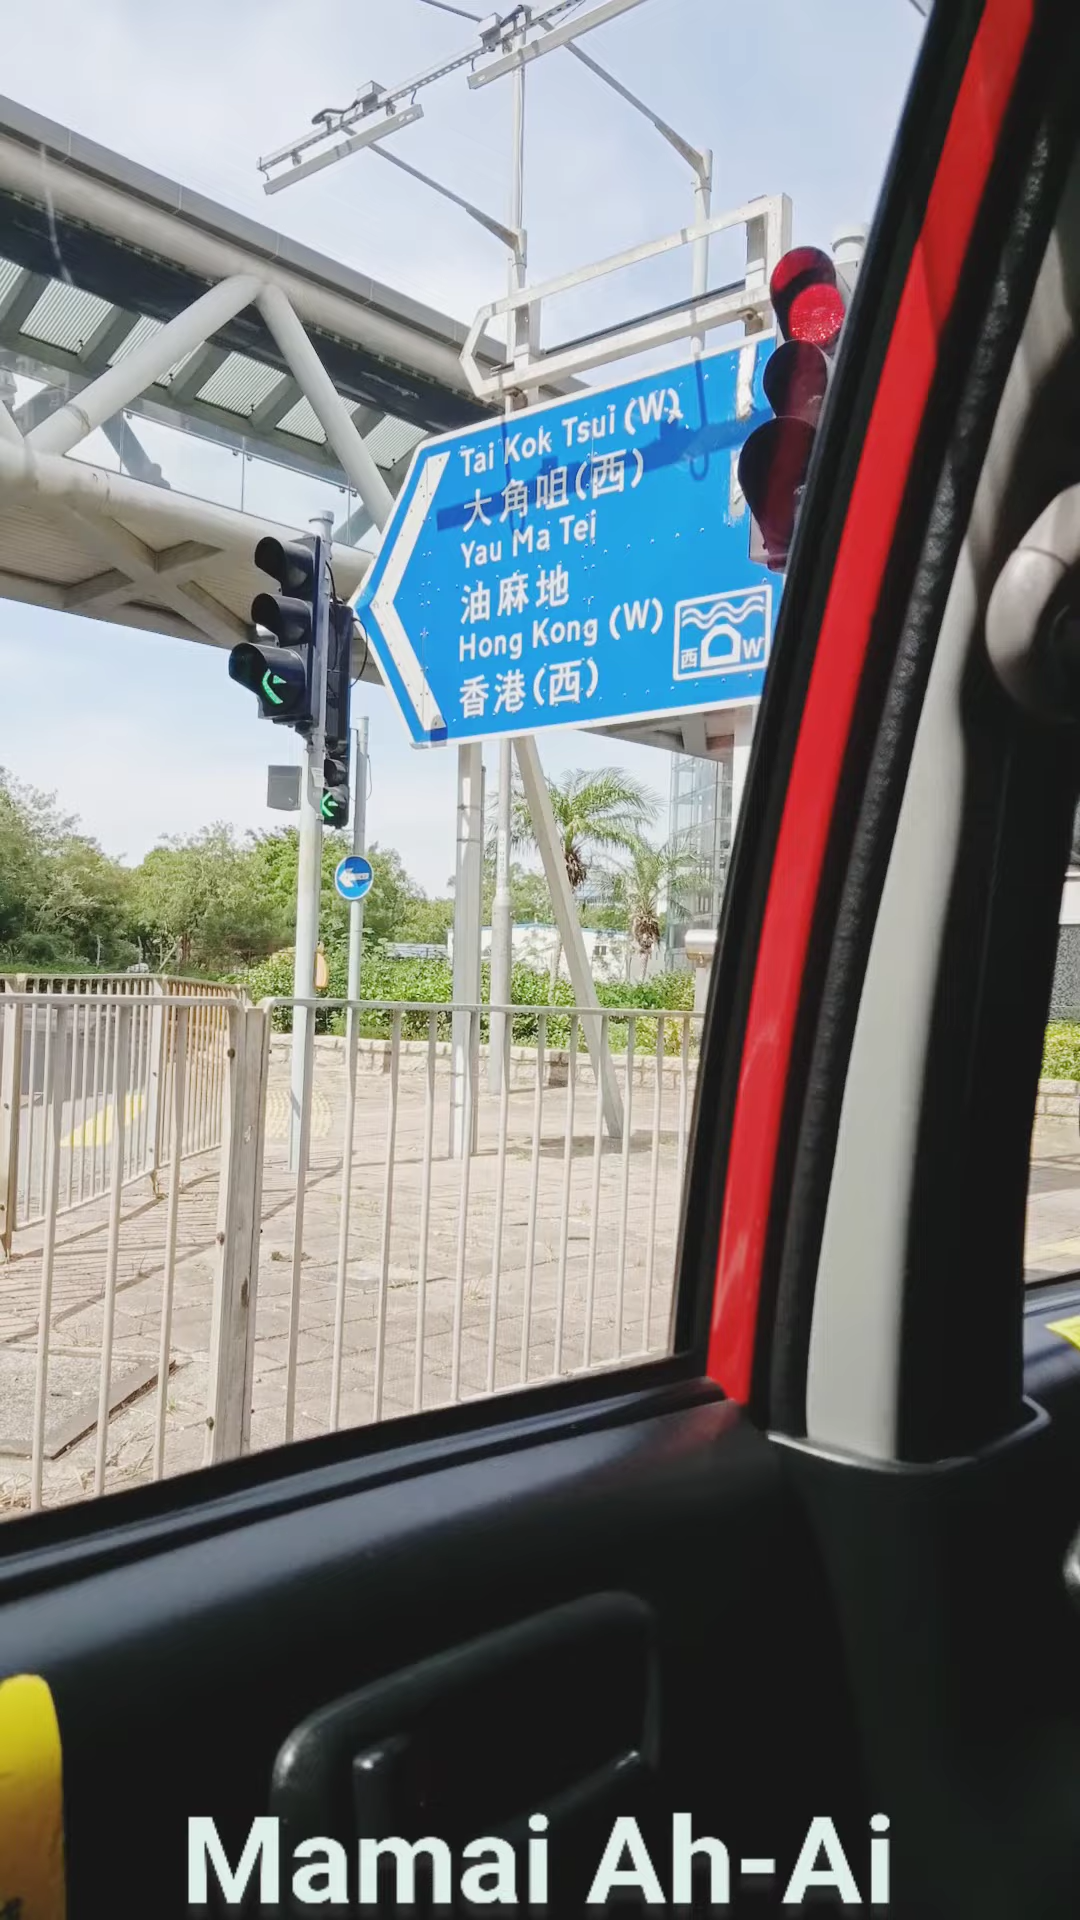 Tai Kok Tsui (W)
大角咀(西)
Yau Ma Tei
油麻地
Hong Kong (W)
香港(西)
西 W
Mamai Ah-Ai